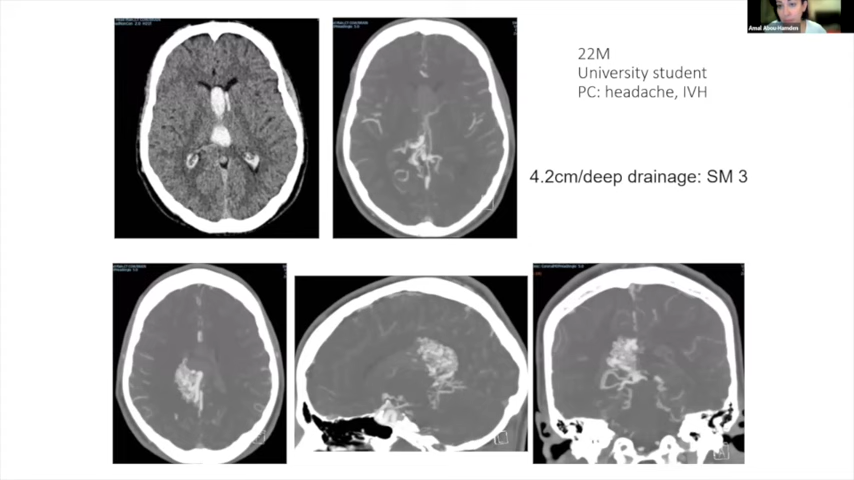 22M
University student
PC: headache, IVH
4.2cm/deep drainage: SM 3
Amal Abou-Hamden